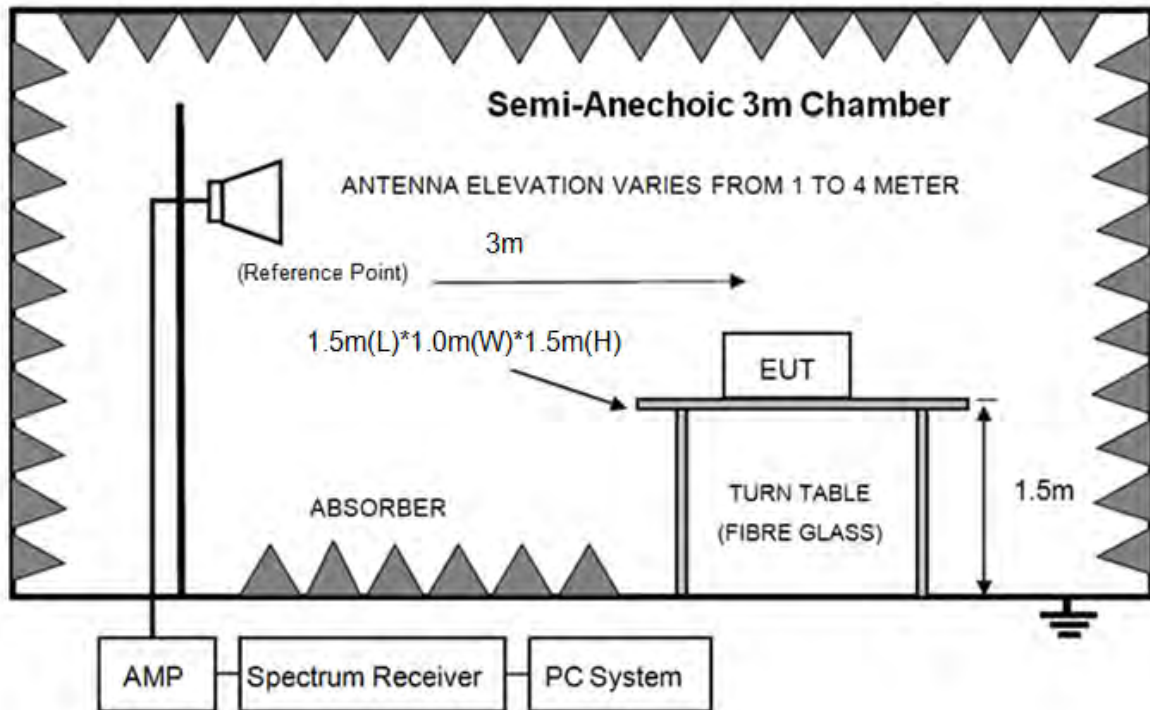 Semi-Anechoic 3m Chamber
ANTENNA ELEVATION VARIES FROM 1 TO 4 METER
3m
(Reference Point)
1.5m(L)*1.0m(W)*1.5m(H)
EUT
TURN TABLE
(FIBRE GLASS)
1.5m
ABSORBER
AMP
Spectrum Receiver
PC System